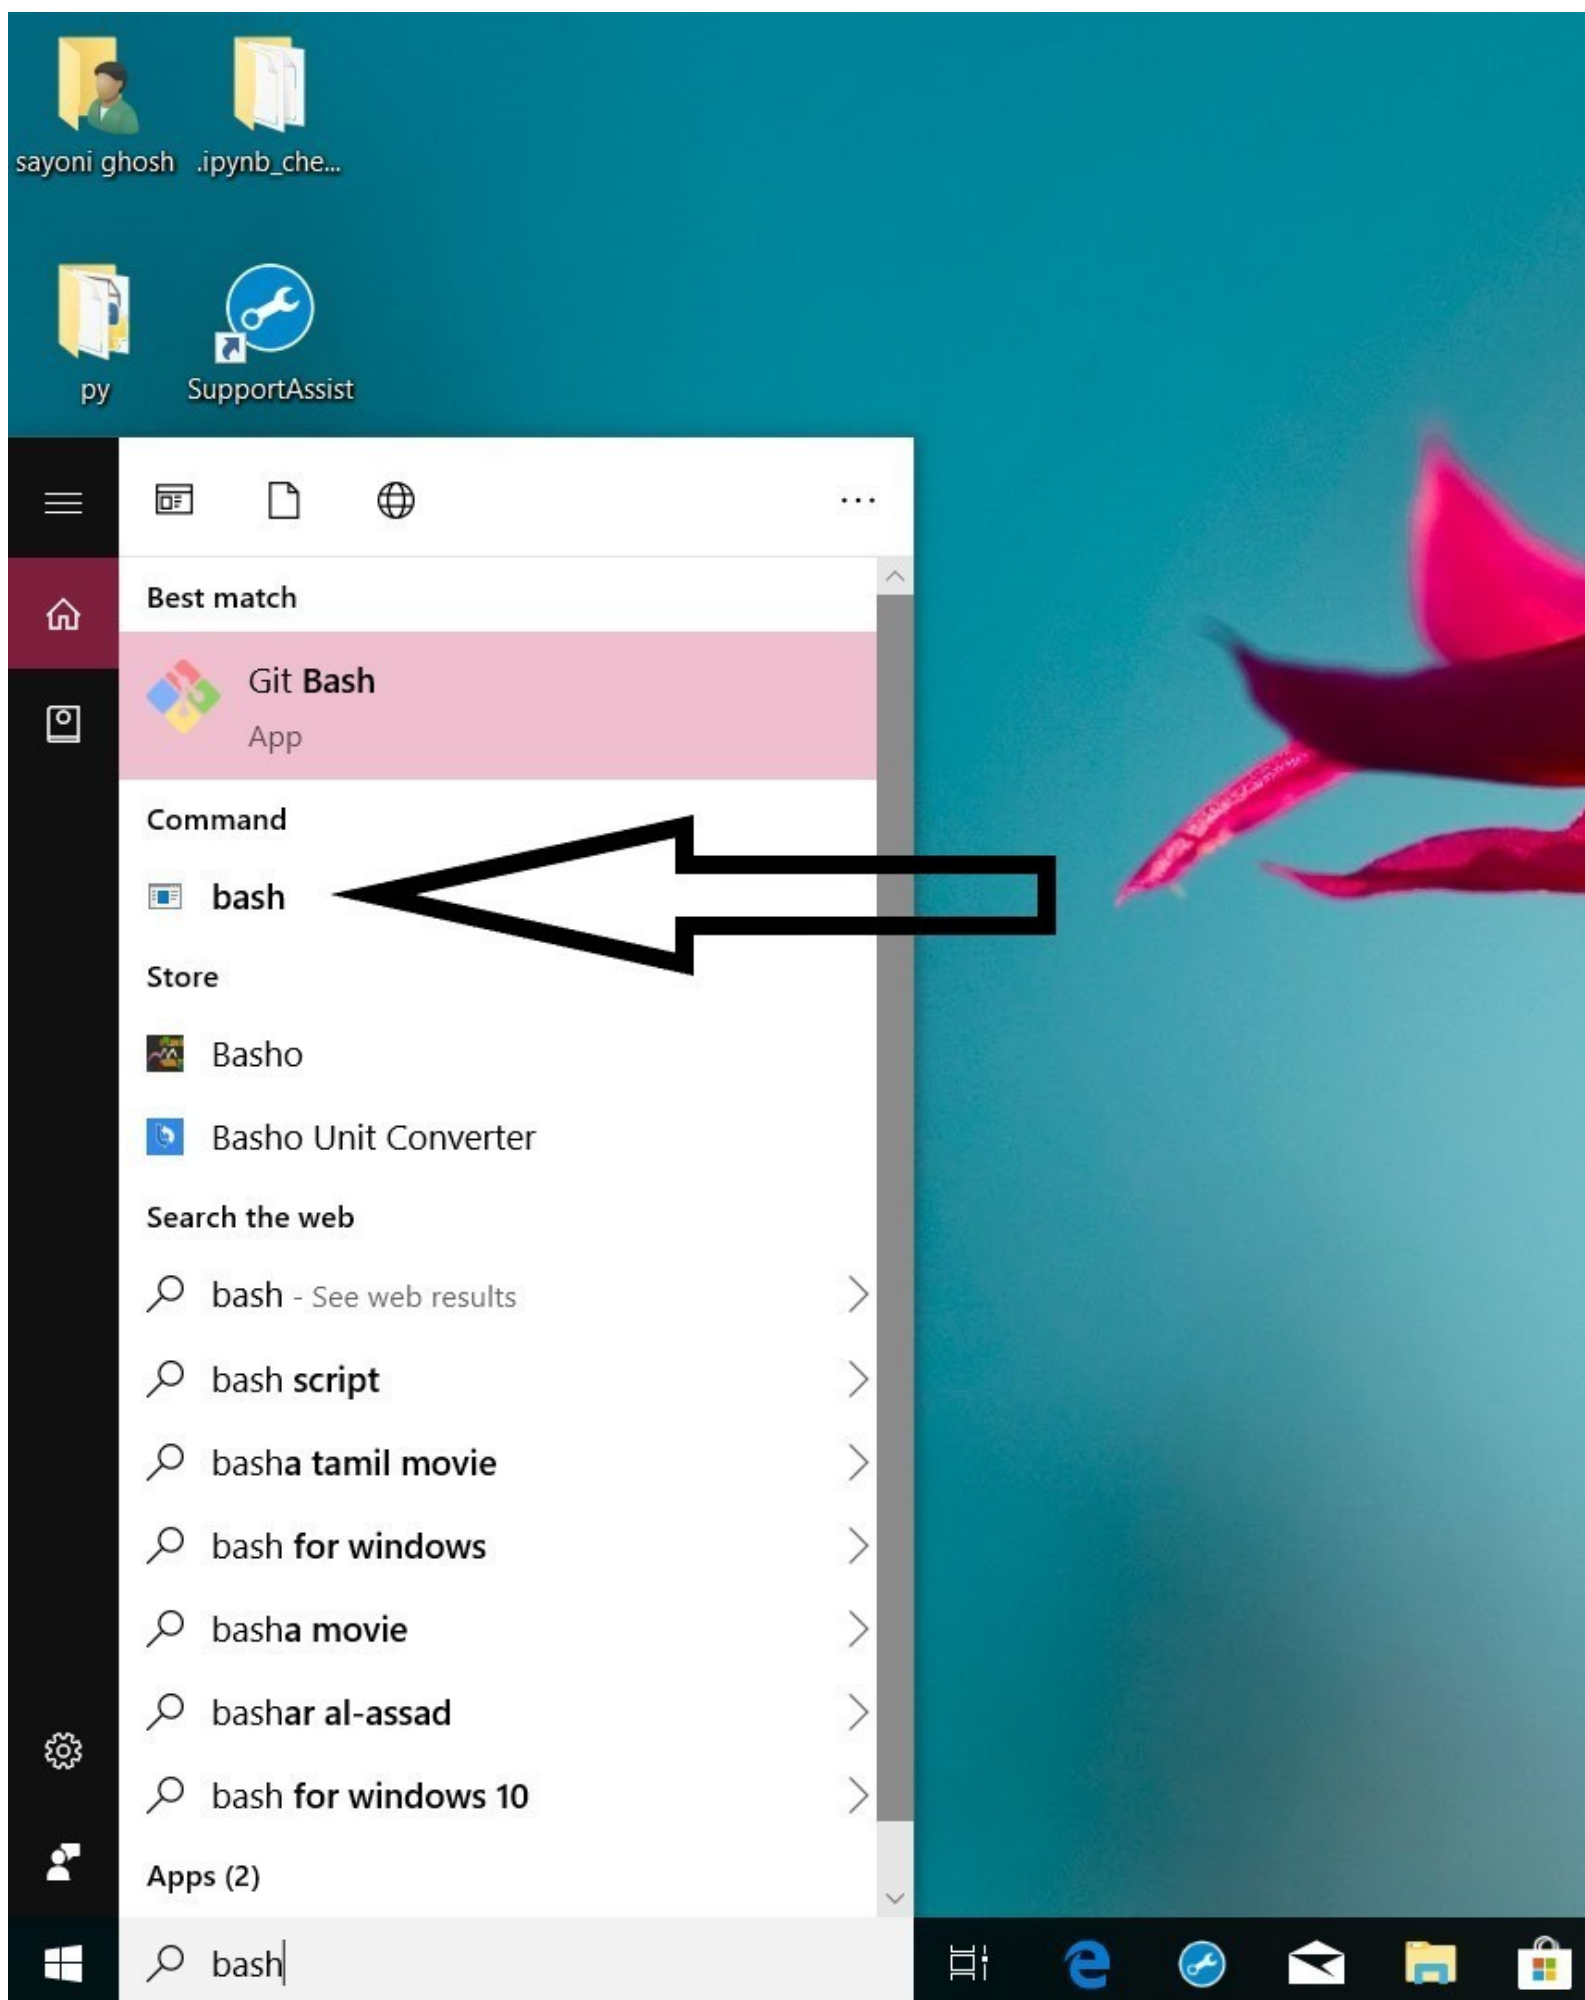 sayoni ghosh .ipynb_che...
py SupportAssist
Best match
Git Bash
App
Command
bash
Store
Basho
Basho Unit Converter
Search the web
bash - See web results
bash script
basha tamil movie
bash for windows
basha movie
bashar al-assad
bash for windows 10
Apps (2)
bash